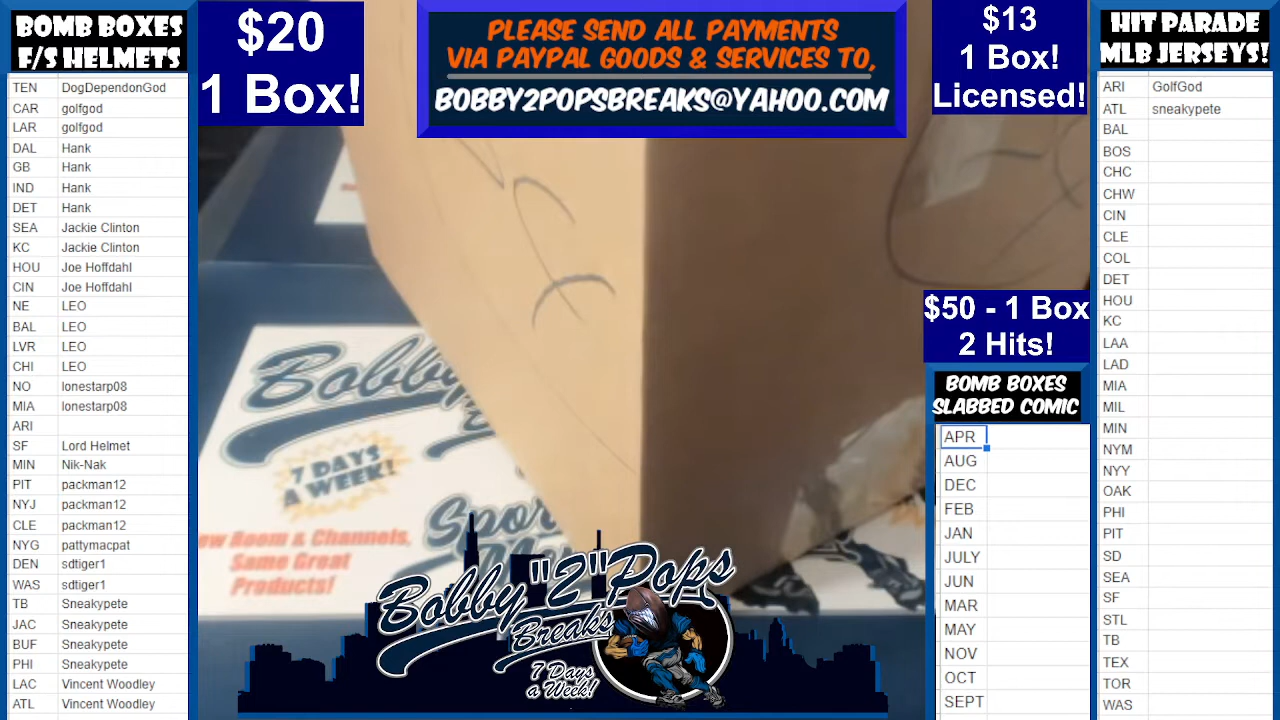 BOMB BOXES
F/S HELMETS
TEN DogDependonGod
CAR golfgod
LAR golfgod
DAL Hank
GB Hank
IND Hank
DET Hank
SEA Jackie Clinton
KC Jackie Clinton
HOU Joe Hoffdahl
CIN Joe Hoffdahl
NE LEO
BAL LEO
LVR LEO
CHI LEO
NO lonestarp08
MIA lonestarp08
ARI
SF Lord Helmet
MIN Nik-Nak
PIT packman12
NYJ packman12
CLE packman12
NYG pattymacpat
DEN sdtiger1
WAS sdtiger1
TB Sneakypete
JAC Sneakypete
BUF Sneakypete
PHI Sneakypete
LAC Vincent Woodley
ATL Vincent Woodley
$20
1 Box!
PLEASE SEND ALL PAYMENTS
VIA PAYPAL GOODS & SERVICES TO,
BOBBY2POPSBREAKS@YAHOO.COM
Bobby
7 DAYS
A WEEK!
Spor
ew Room & Channels,
Same Great
Products!
Bobby "2" Pops
Breaks
7 Days
a Week!
$13
1 Box!
Licensed!
$50 - 1 Box
2 Hits!
BOMB BOXES
SLABBED COMIC
APR
AUG
DEC
FEB
JAN
JULY
JUN
MAR
MAY
NOV
OCT
SEPT
HIT PARADE
MLB JERSEYS!
ARI GolfGod
ATL sneakypete
BAL
BOS
CHC
CHW
CIN
CLE
COL
DET
HOU
KC
LAA
LAD
MIA
MIL
MIN
NYM
NYY
OAK
PHI
PIT
SD
SEA
SF
STL
TB
TEX
TOR
WAS